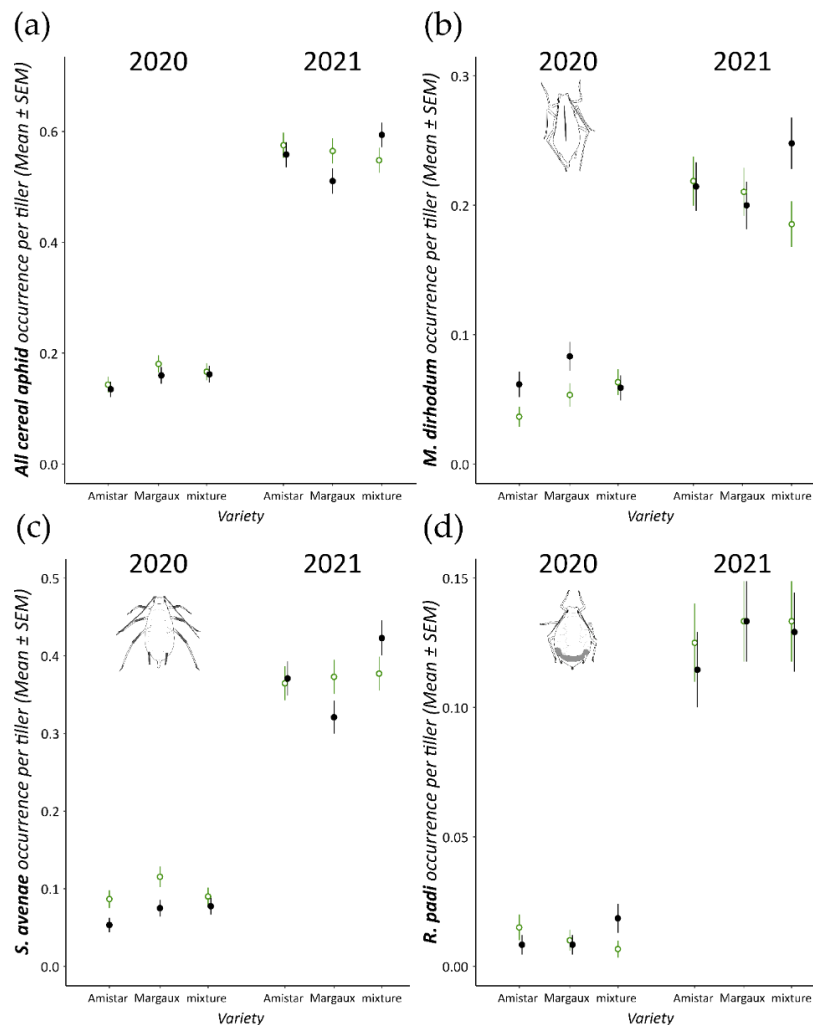 (a)
2020 2021
All cereal aphid occurrence per tiller (Mean ± SEM)
0.6
0.4
0.2
0.0
Amistar Margaux mixture Amistar Margaux mixture
Variety
(b)
2020 2021
M. dirhodum occurrence per tiller (Mean ± SEM)
0.3
0.2
0.1
0.0
Amistar Margaux mixture Amistar Margaux mixture
Variety
(c)
2020 2021
S. avenae occurrence per tiller (Mean ± SEM)
0.5
0.4
0.3
0.2
0.1
0.0
Amistar Margaux mixture Amistar Margaux mixture
Variety
(d)
2020 2021
R. padi occurrence per tiller (Mean ± SEM)
0.15
0.10
0.05
0.00
Amistar Margaux mixture Amistar Margaux mixture
Variety